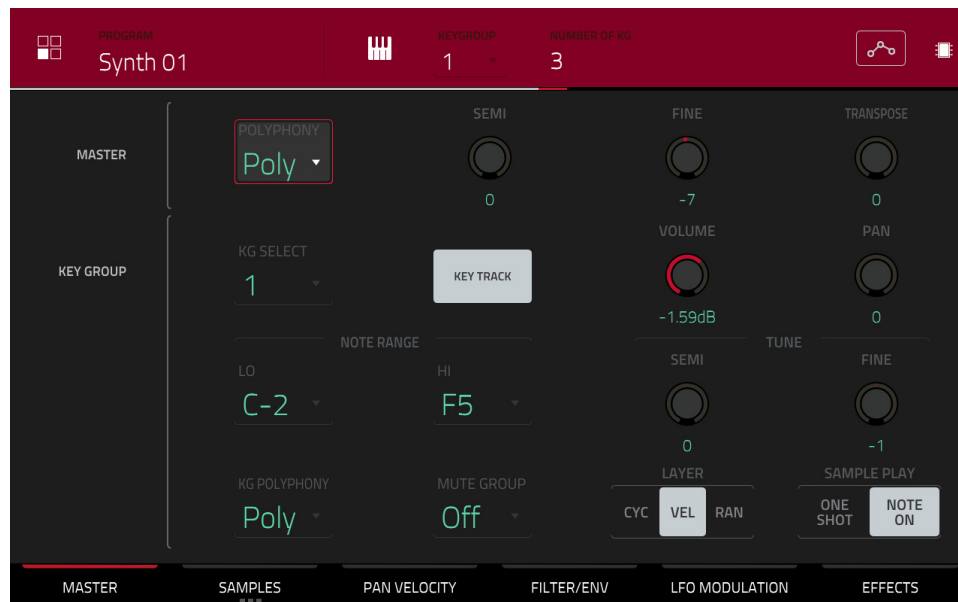 PROGRAM
Synth 01
KEYGROUP
1
NUMBER OF KG
3
MASTER
POLYPHONY
Poly
SEMI
0
FINE
-7
TRANSPOSE
0
KEY GROUP
KG SELECT
1
KEY TRACK
VOLUME
-1.59dB
PAN
0
NOTE RANGE
LO
C-2
HI
F5
TUNE
SEMI
0
FINE
-1
KG POLYPHONY
Poly
MUTE GROUP
Off
LAYER
CYC VEL RAN
SAMPLE PLAY
ONE
SHOT
NOTE
ON
MASTER SAMPLES PAN VELOCITY FILTER/ENV LFO MODULATION EFFECTS